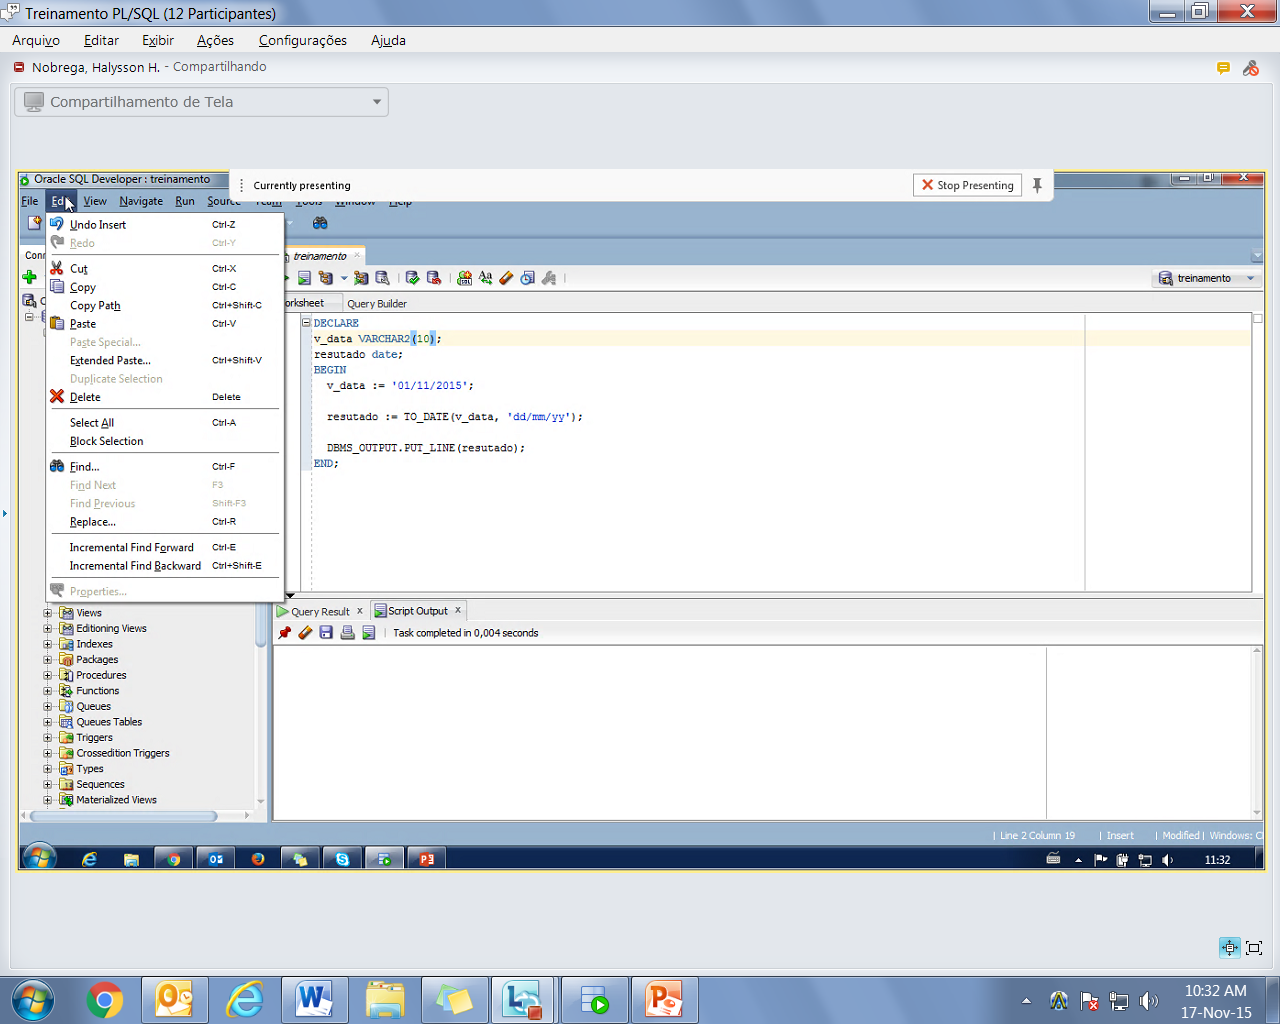 Treinamento PL/SQL (12 Participantes)
Arquivo Editar Exibir Ações Configurações Ajuda
Nobrega, Halysson H. - Compartilhando
Compartilhamento de Tela
Oracle SQL Developer : treinamento
Currently presenting
Stop Presenting
File View Navigate Run Source Team Tools Window Help
Undo Insert Ctrl-Z
Redo Ctrl-Y
Cut Ctrl-X
Copy Ctrl-C
Copy Path Ctrl+Shift-C
Paste Ctrl-V
Paste Special...
Extended Paste... Ctrl+Shift-V
Duplicate Selection
Delete Delete
Select All Ctrl-A
Block Selection
Find... Ctrl-F
Find Next F3
Find Previous Shift-F3
Replace... Ctrl-R
Incremental Find Forward Ctrl-E
Incremental Find Backward Ctrl+Shift-E
Properties...
treinamento
treinamento
Query Builder
DECLARE
v_data VARCHAR2(10);
resutado date;
BEGIN
v_data := '01/11/2015';
resutado := TO_DATE(v_data, 'dd/mm/yy');
DBMS_OUTPUT.PUT_LINE(resutado);
END;
Views
Editioning Views
Indexes
Packages
Procedures
Functions
Queues
Queues Tables
Triggers
Crossedition Triggers
Types
Sequences
Materialized Views
Query Result Script Output
Task completed in 0,004 seconds
Line 2 Column 19 Insert Modified Windows:
11:32
10:32 AM
17-Nov-15